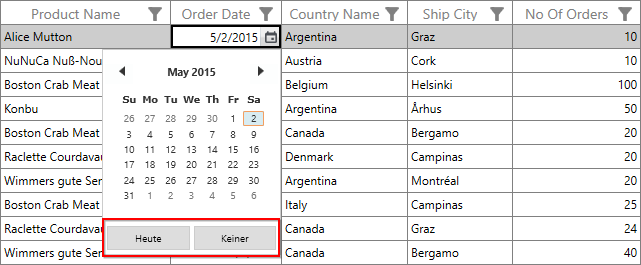 Product Name Order Date Country Name Ship City No Of Orders
Alice Mutton 5/2/2015 Argentina Graz 10
NuNuCa Nuß-Nou Austria Cork 10
Boston Crab Meat Belgium Helsinki 100
Konbu Argentina Århus 50
Boston Crab Meat Canada Bergamo 20
Raclette Courdavau Denmark Campinas 20
Wimmers gute Ser Argentina Montréal 20
Boston Crab Meat Italy Campinas 25
Raclette Courdavau Canada Graz 24
Boston Crab Meat Canada Bergamo 40
May 2015
Su Mo Tu We Th Fr Sa
26 27 28 29 30 1 2
3 4 5 6 7 8 9
10 11 12 13 14 15 16
17 18 19 20 21 22 23
24 25 26 27 28 29 30
31 1 2 3 4 5 6
Heute Keiner